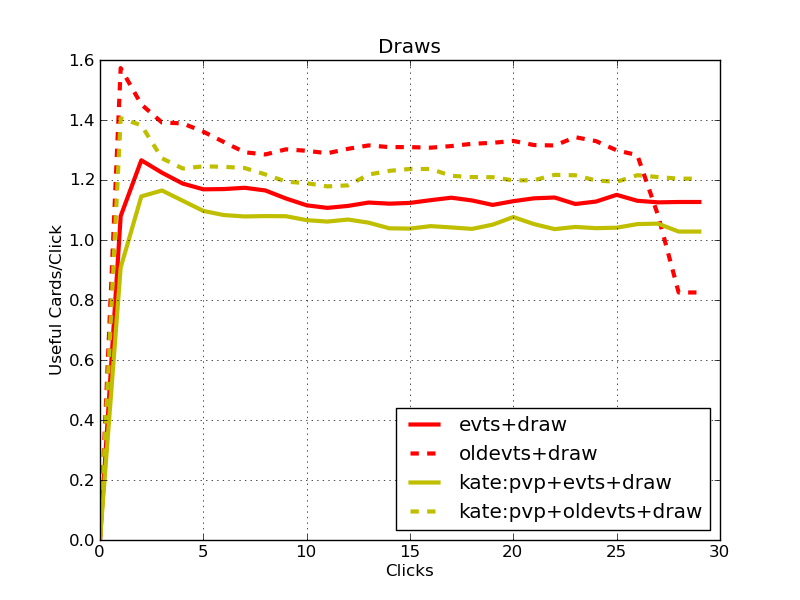 Draws
1.6
1.4
1.2
1.0
0.8
0.6
0.4
0.2
0.0
Useful Cards/Click
0 5 10 15 20 25 30
Clicks
evts+draw
oldevts+draw
kate:pvp+evts+draw
kate:pvp+oldevts+draw